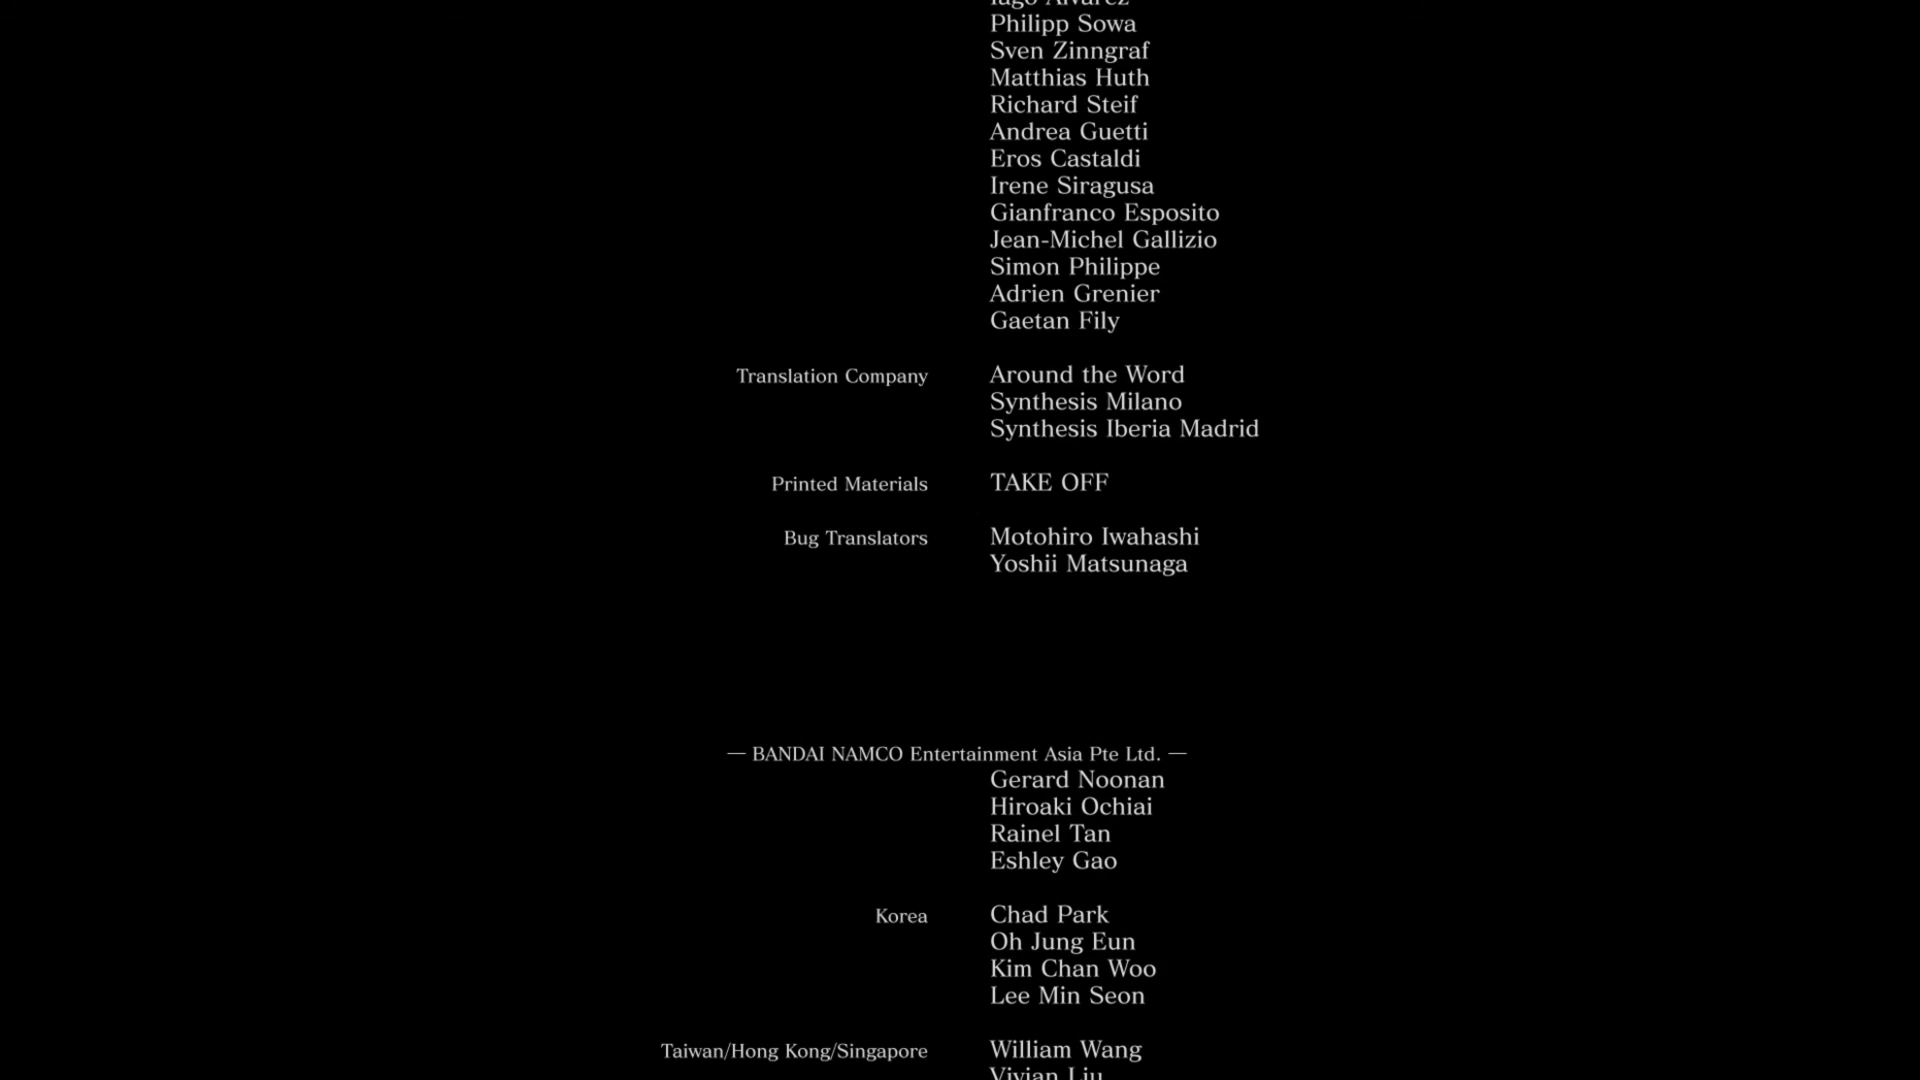 Iago Alvarez
Philipp Sowa
Sven Zinngraf
Matthias Huth
Richard Steif
Andrea Guetti
Eros Castaldi
Irene Siragusa
Gianfranco Esposito
Jean-Michel Gallizio
Simon Philippe
Adrien Grenier
Gaetan Fily
Translation Company Around the Word
Synthesis Milano
Synthesis Iberia Madrid
Printed Materials TAKE OFF
Bug Translators Motohiro Iwahashi
Yoshii Matsunaga
— BANDAI NAMCO Entertainment Asia Pte Ltd. —
Gerard Noonan
Hiroaki Ochiai
Rainel Tan
Eshley Gao
Korea Chad Park
Oh Jung Eun
Kim Chan Woo
Lee Min Seon
Taiwan/Hong Kong/Singapore William Wang
Vivian Liu